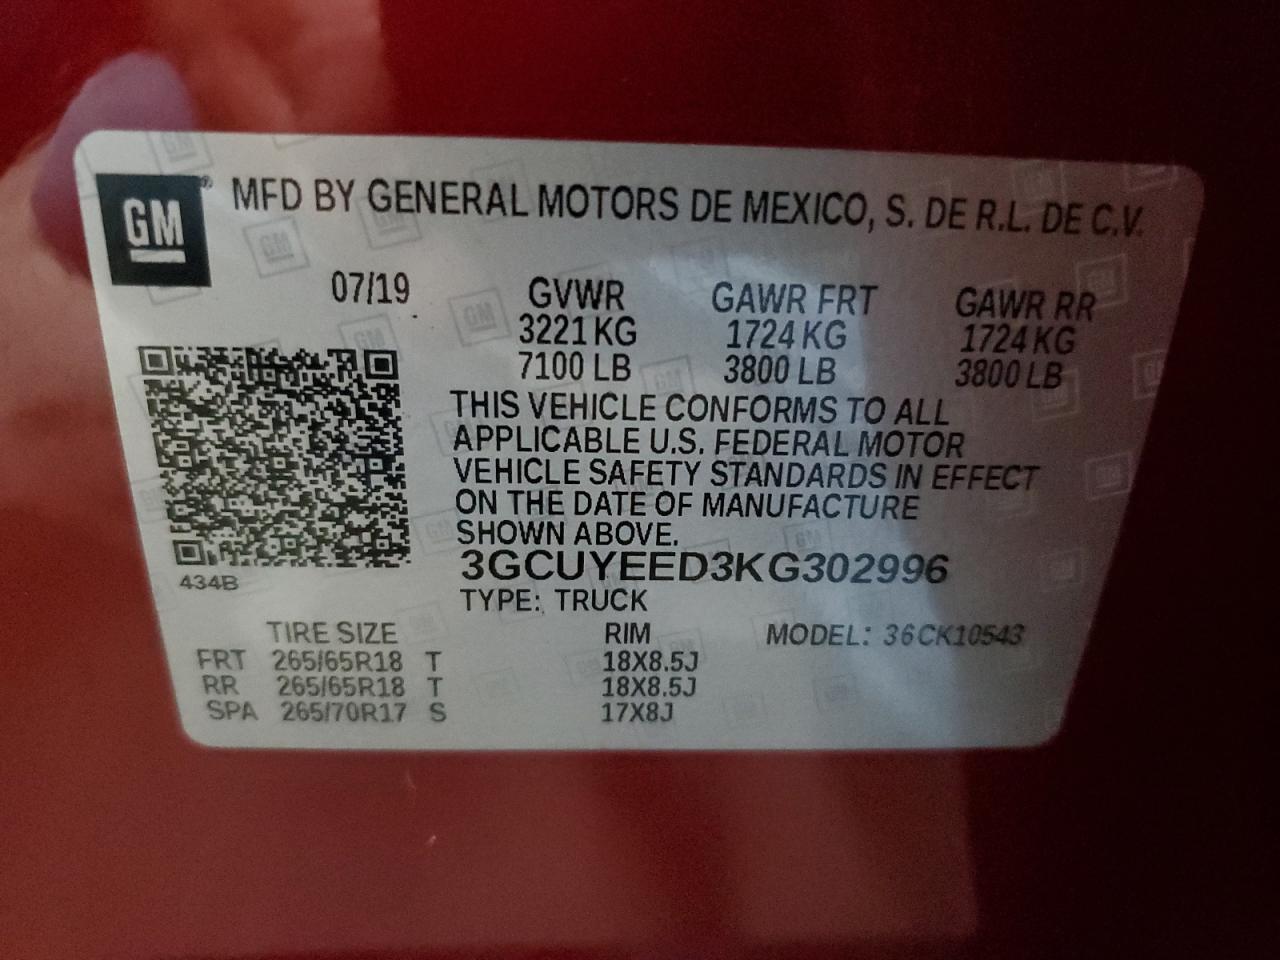 GM® MFD BY GENERAL MOTORS DE MEXICO, S. DE R.L. DE C.V.
07/19 GVWR GAWR FRT GAWR RR
3221 KG 1724 KG 1724 KG
7100 LB 3800 LB 3800 LB
THIS VEHICLE CONFORMS TO ALL
APPLICABLE U.S. FEDERAL MOTOR
VEHICLE SAFETY STANDARDS IN EFFECT
ON THE DATE OF MANUFACTURE
SHOWN ABOVE.
3GCUYEED3KG302996
434B
TYPE: TRUCK
TIRE SIZE RIM MODEL: 36CK10543
FRT 265/65R18 T 18X8.5J
RR 265/65R18 T 18X8.5J
SPA 265/70R17 S 17X8J